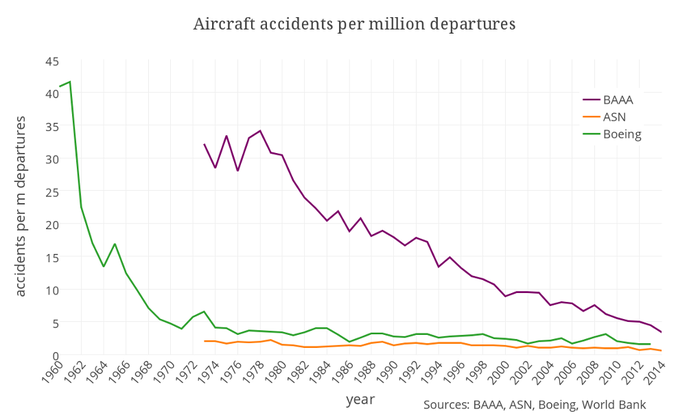 Aircraft accidents per million departures
accidents per m departures
45
40
35
30
25
20
15
10
5
0
BAAA
ASN
Boeing
1960 1962 1964 1966 1968 1970 1972 1974 1976 1978 1980 1982 1984 1986 1988 1990 1992 1994 1996 1998 2000 2002 2004 2006 2008 2010 2012 2014
year
Sources: BAAA, ASN, Boeing, World Bank